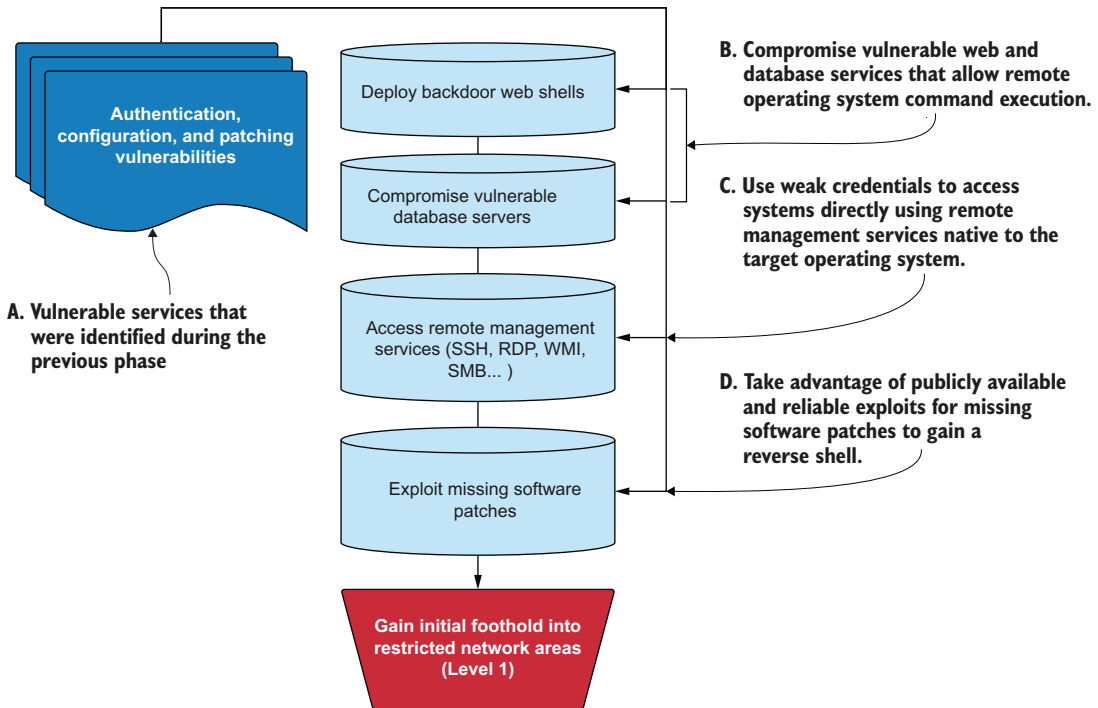 Authentication,
configuration, and patching
vulnerabilities
A. Vulnerable services that
were identified during the
previous phase
Deploy backdoor web shells
Compromise vulnerable
database servers
Access remote management
services (SSH, RDP, WMI,
SMB... )
Exploit missing software
patches
Gain initial foothold into
restricted network areas
(Level 1)
B. Compromise vulnerable web and
database services that allow remote
operating system command execution.
C. Use weak credentials to access
systems directly using remote
management services native to the
target operating system.
D. Take advantage of publicly available
and reliable exploits for missing
software patches to gain a
reverse shell.